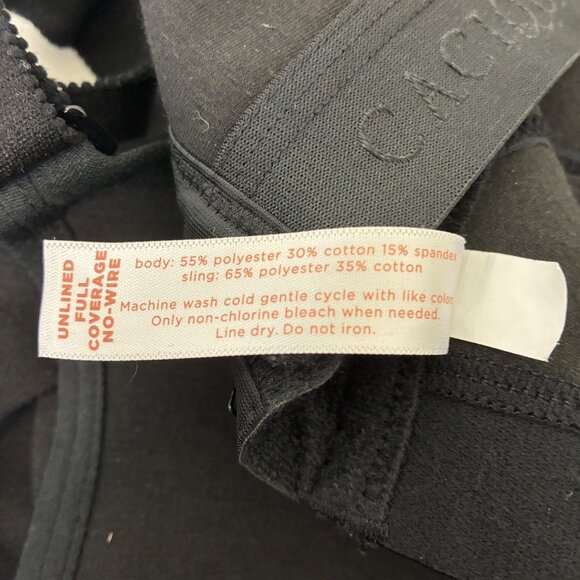 CACI
UNLINED
FULL
COVERAGE
NO-WIRE
body: 55% polyester 30% cotton 15% spandex
sling: 65% polyester 35% cotton
Machine wash cold gentle cycle with like colors
Only non-chlorine bleach when needed.
Line dry. Do not iron.